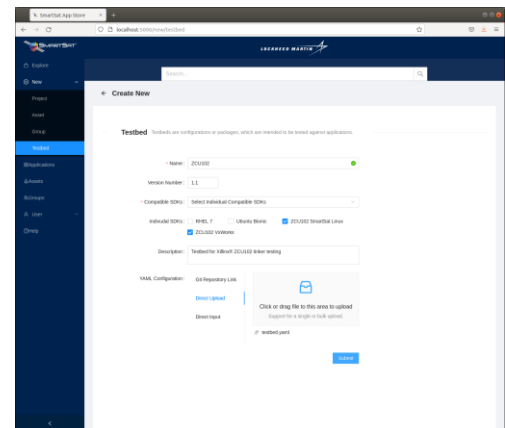 SmartSat App Store
localhost:5000/new/testbed
SMARTSAT
LOCKHEED MARTIN
Explore
Search...
New
Create New
Project
Asset
Group
Testbed
Testbed Testbeds are configurations or packages, which are intended to be tested against applications.
Applications
* Name: ZCU102
Assets
Version Number: 1.1
Groups
* Compatible SDKs: Select Individual Compatible SDKs
User
Individual SDKs: RHEL 7 Ubuntu Bionic ZCU102 SmartSat Linux
Help
ZCU102 VxWorks
Description: Testbed for Xilinx® ZCU102 linker testing
YAML Configuration: Git Repository Link
Direct Upload
Direct Input
Click or drag file to this area to upload
Support for a single or bulk upload.
testbed.yaml
Submit